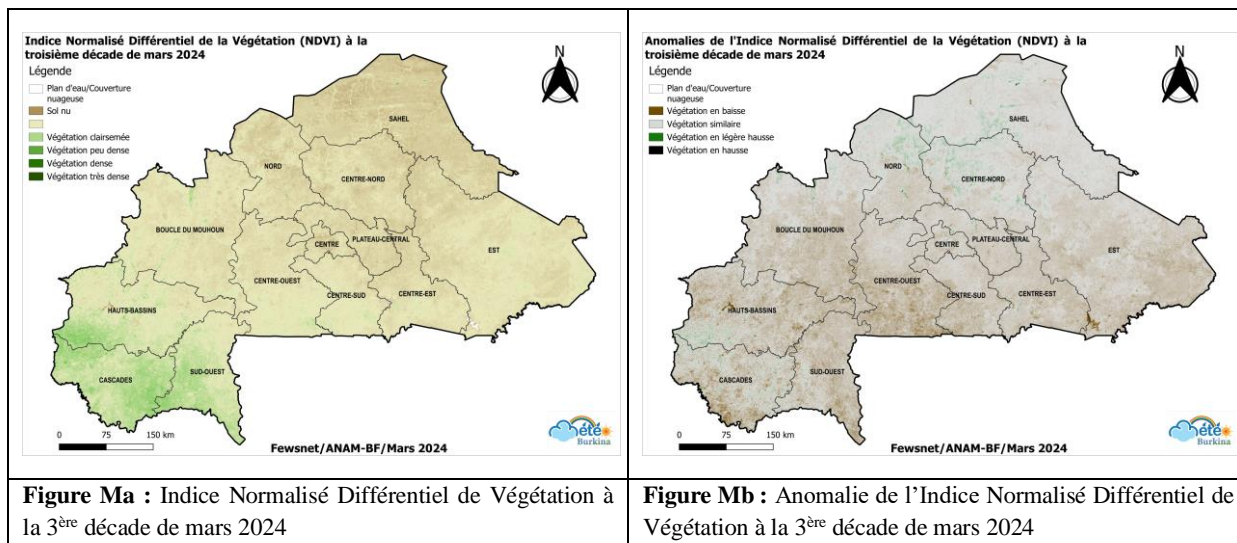 Indice Normalisé Différentiel de la Végétation (NDVI) à la
troisième décade de mars 2024
Légende
Plan d'eau/Couverture
nuageuse
Sol nu
Végétation clairsemée
Végétation peu dense
Végétation dense
Végétation très dense
N
SAHEL
NORD
CENTRE-NORD
BOUCLE DU MOUHOUN
PLATEAU-CENTRAL
CENTRE
EST
CENTRE-OUEST
CENTRE-SUD
CENTRE-EST
HAUTS-BASSINS
SUD-OUEST
CASCADES
0 75 150 km
Fewsnet/ANAM-BF/Mars 2024
été
Burkina
Figure Ma : Indice Normalisé Différentiel de Végétation à
la 3ère décade de mars 2024
Anomalies de l'Indice Normalisé Différentiel de la Végétation (NDVI) à la
troisième décade de mars 2024
Légende
Plan d'eau/Couverture
nuageuse
Végétation en baisse
Végétation similaire
Végétation en légère hausse
Végétation en hausse
N
SAHEL
NORD
CENTRE-NORD
BOUCLE DU MOUHOUN
PLATEAU-CENTRAL
CENTRE
EST
CENTRE-OUEST
CENTRE-SUD
CENTRE-EST
HAUTS-BASSINS
SUD-OUEST
CASCADES
0 75 150 km
Fewsnet/ANAM-BF/Mars 2024
été
Burkina
Figure Mb : Anomalie de l'Indice Normalisé Différentiel de
Végétation à la 3ère décade de mars 2024